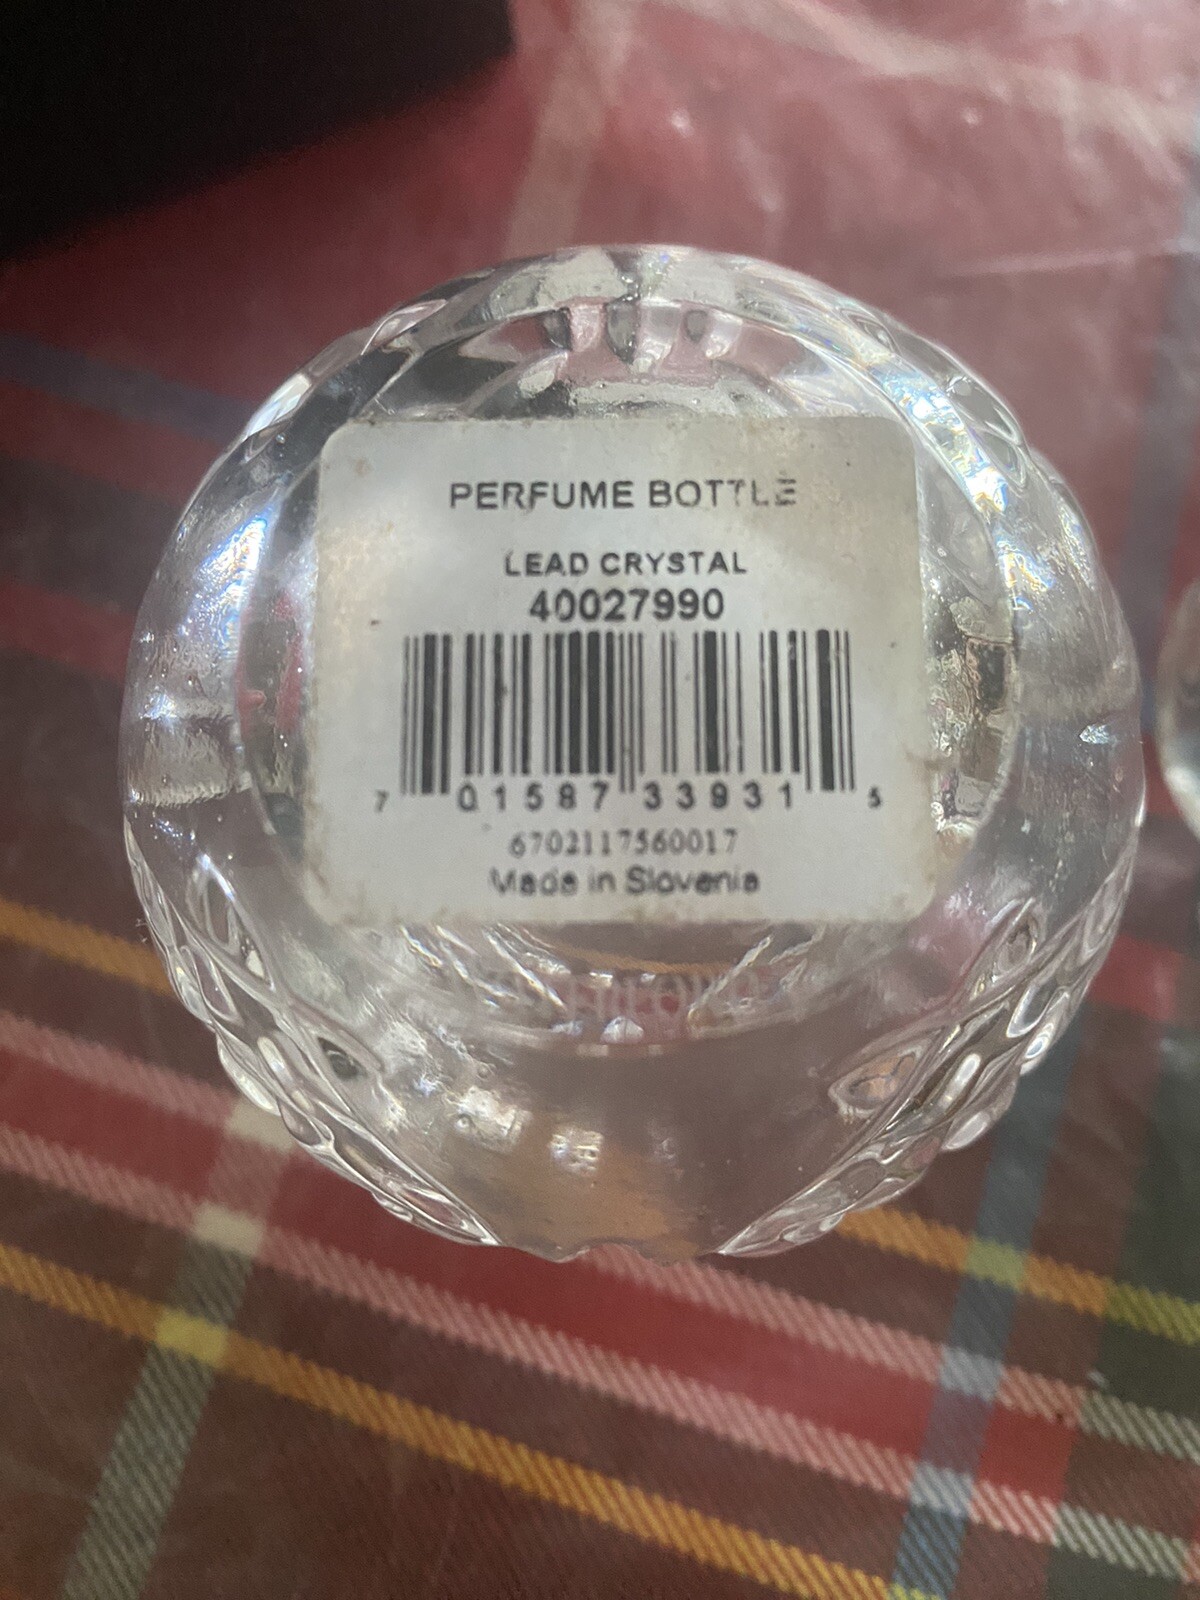 PERFUME BOTTLE
LEAD CRYSTAL
40027990
7 01587 33931 5
6702117560017
Made in Slovenia